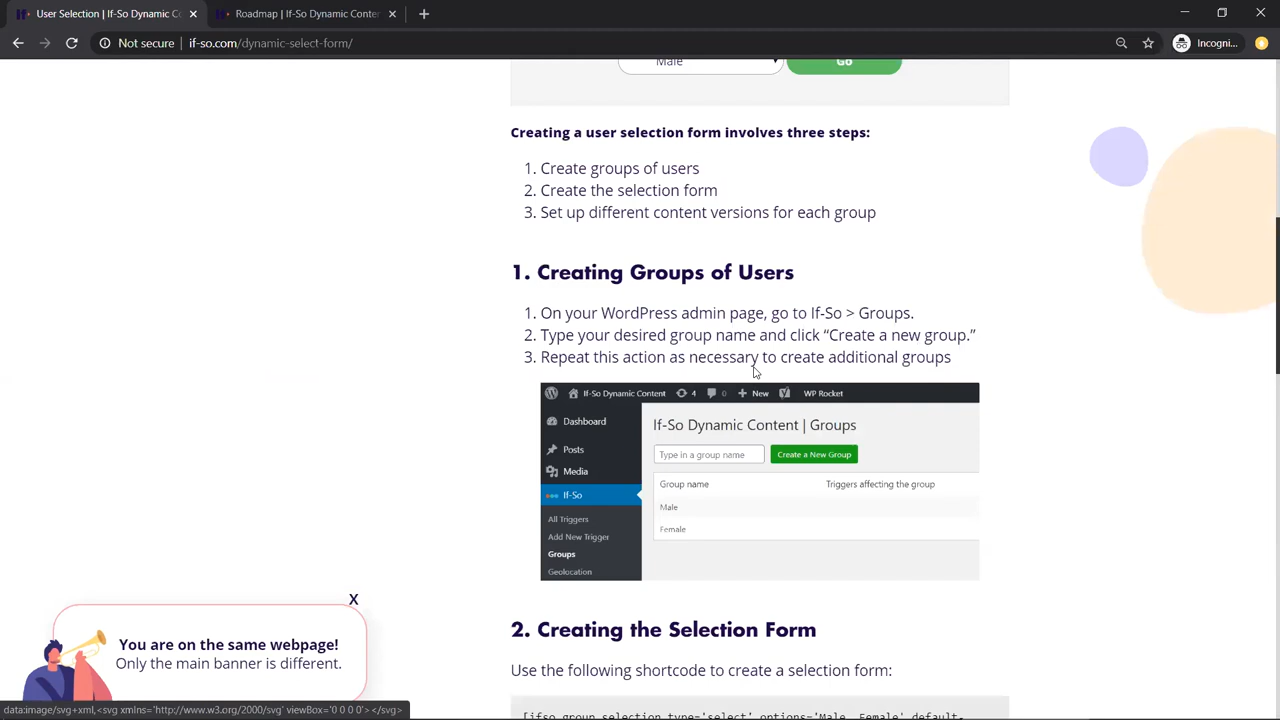 User Selection | If-So Dynamic C
Roadmap | If-So Dynamic Conter
Not secure
if-so.com/dynamic-select-form/
Incogni...
Male
Go
Creating a user selection form involves three steps:
1. Create groups of users
2. Create the selection form
3. Set up different content versions for each group
1. Creating Groups of Users
1. On your WordPress admin page, go to If-So > Groups.
2. Type your desired group name and click “Create a new group.”
3. Repeat this action as necessary to create additional groups
If-So Dynamic Content 4 0 New WP Rocket
Dashboard
Posts
Media
If-So
All Triggers
Add New Trigger
Groups
Geolocation
If-So Dynamic Content | Groups
Type in a group name
Create a New Group
Group name Triggers affecting the group
Male
Female
X
You are on the same webpage!
Only the main banner is different.
2. Creating the Selection Form
Use the following shortcode to create a selection form:
[ifso_group_selection type='select' options='Male, Female' default-
data:image/svg+xml,<svg xmlns='http://www.w3.org/2000/svg' viewBox='0 0 0 0'></svg>